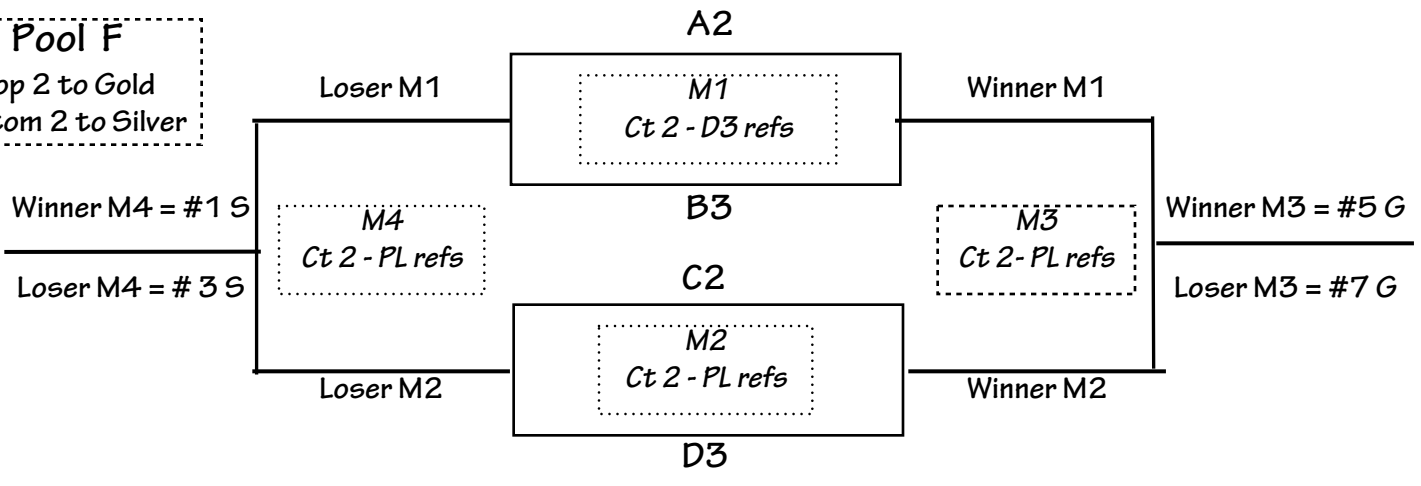 Pool F
2 to Gold
2 to Silver
A2
Loser M1
M1
Ct 2 - D3 refs
Winner M1
B3
Winner M4 = #1 S
Loser M4 = # 3 S
M4
Ct 2 - PL refs
M3
Ct 2- PL refs
Winner M3 = #5 G
Loser M3 = #7 G
C2
M2
Ct 2 - PL refs
Loser M2
Winner M2
D3